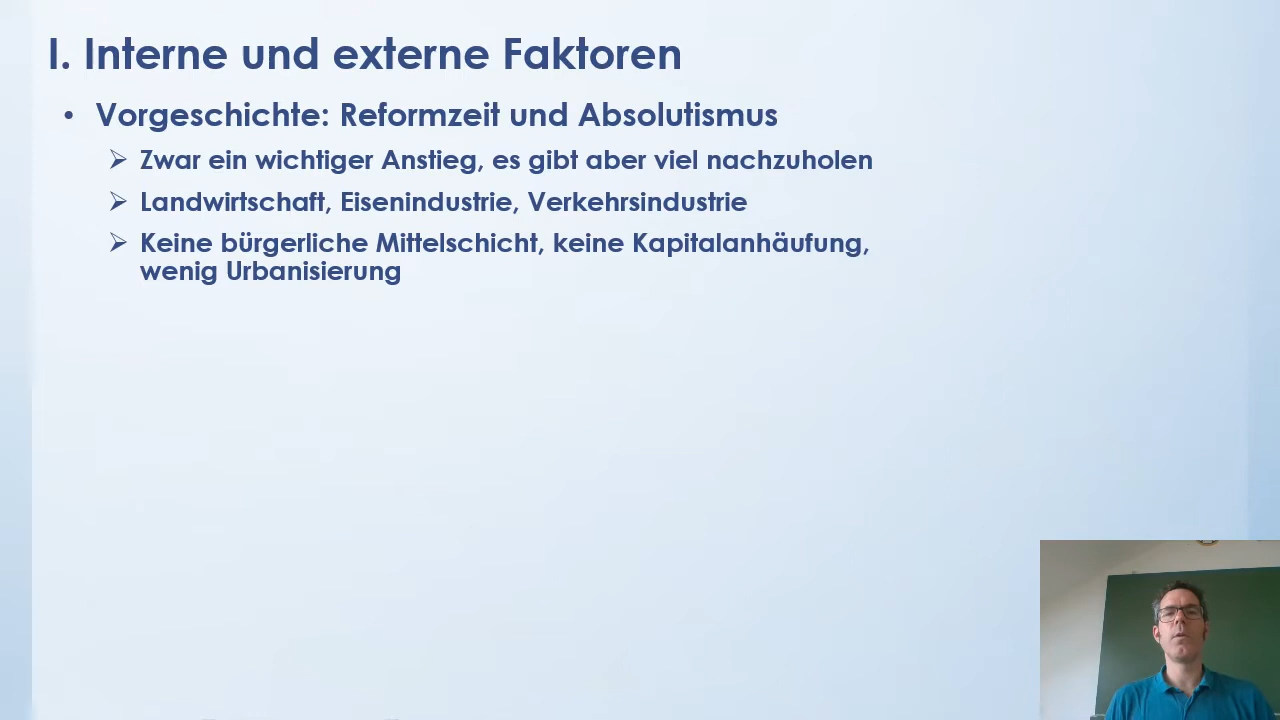 I. Interne und externe Faktoren
• Vorgeschichte: Reformzeit und Absolutismus
➢ Zwar ein wichtiger Anstieg, es gibt aber viel nachzuholen
➢ Landwirtschaft, Eisenindustrie, Verkehrsindustrie
➢ Keine bürgerliche Mittelschicht, keine Kapitalanhäufung,
wenig Urbanisierung